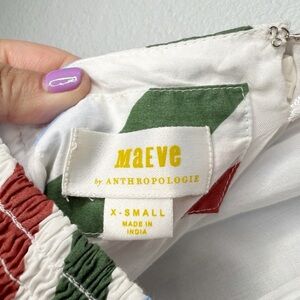 MaEve
by ANTHROPOLOGIE
X-SMALL
MADE IN
INDIA